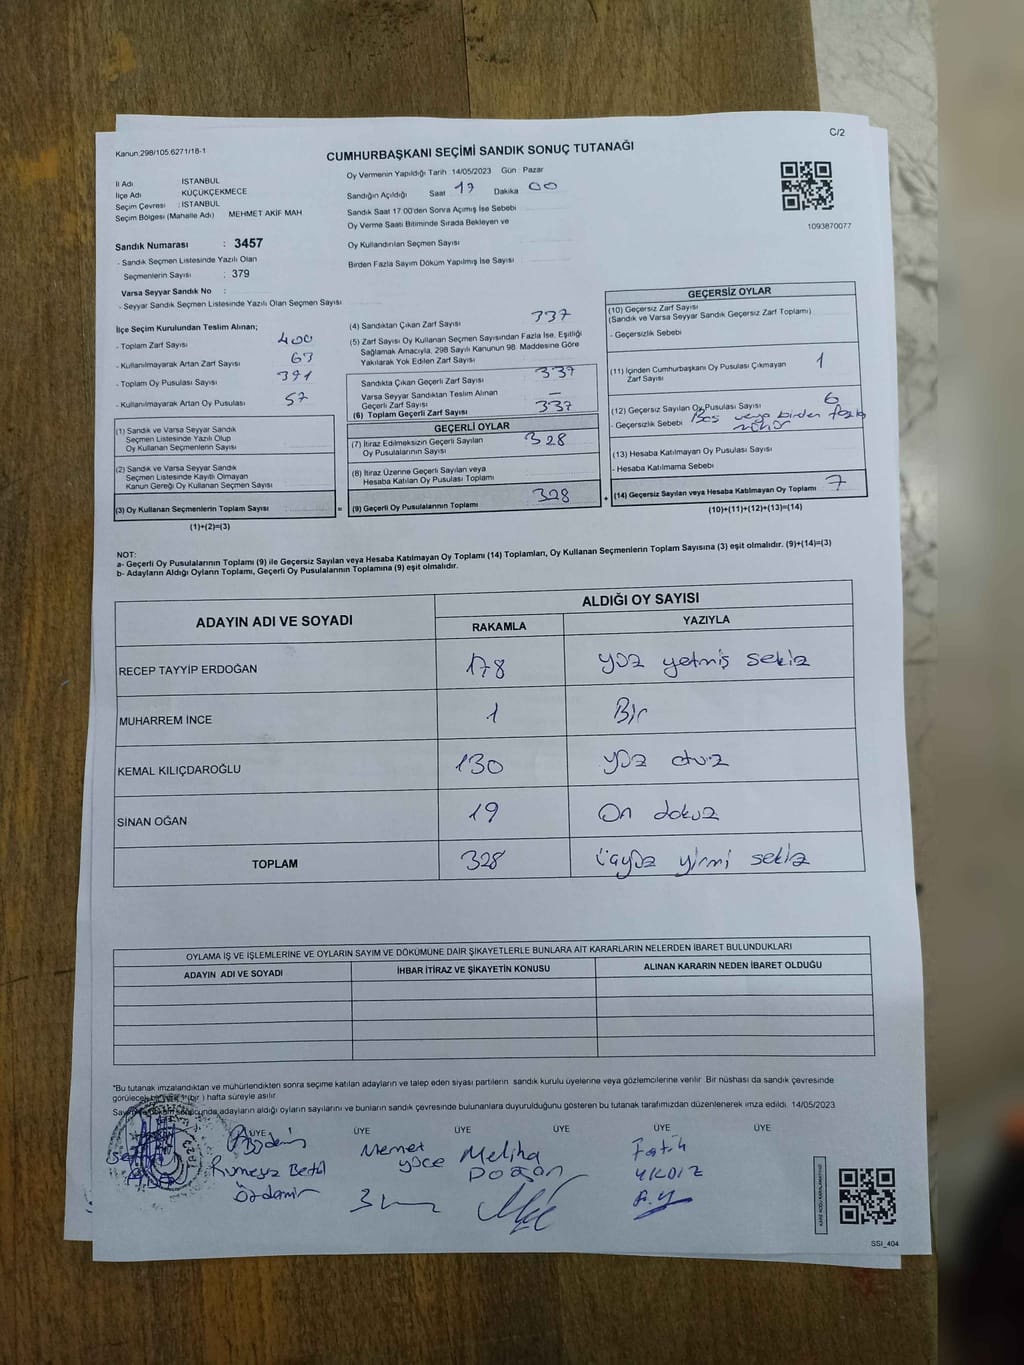 C/2
Kanun,298/105.6271/18-1
CUMHURBAŞKANI SEÇİMİ SANDIK SONUÇ TUTANAĞI
İl Adı İSTANBUL
İlçe Adı KÜÇÜKÇEKMECE
Seçim Çevresi : İSTANBUL
Seçim Bölgesi (Mahalle Adı) MEHMET AKİF MAH
Sandık Numarası : 3457
- Sandık Seçmen Listesinde Yazılı Olan
Seçmenlerin Sayısı : 379
Varsa Seyyar Sandık No :
- Seyyar Sandık Seçmen Listesinde Yazılı Olan Seçmen Sayısı
Oy Vermenin Yapıldığı Tarih 14/05/2023 Gün Pazar
Sandığın Açıldığı Saat 17 Dakika 00
Sandık Saat 17 00'den Sonra Açımış İse Sebebi
Oy Verme Saati Bitiminde Sırada Bekleyen ve
Oy Kullandırılan Seçmen Sayısı
Birden Fazla Sayım Döküm Yapılmış İse Sayısı
1093870077
İlçe Seçim Kurulundan Teslim Alınan;
- Toplam Zarf Sayısı 400
- Kullanılmayarak Artan Zarf Sayısı 63
- Toplam Oy Pusulası Sayısı 391
- Kullanılmayarak Artan Oy Pusulası 57
(1) Sandık ve Varsa Seyyar Sandık
Seçmen Listesinde Yazılı Olup
Oy Kullanan Seçmenlerin Sayısı
(2) Sandık ve Varsa Seyyar Sandık
Seçmen Listesinde Kayıtlı Olmayan
Kanun Gereği Oy Kullanan Seçmen Sayısı
(3) Oy Kullanan Seçmenlerin Toplam Sayısı
(1)+(2)=(3)
=
(4) Sandıktan Çıkan Zarf Sayısı 337
(5) Zarf Sayısı Oy Kullanan Seçmen Sayısından Fazla İse, Eşitliği
Sağlamak Amacıyla, 298 Sayılı Kanunun 98. Maddesine Göre
Yakılarak Yok Edilen Zarf Sayısı
Sandıkta Çıkan Geçerli Zarf Sayısı 337
Varsa Seyyar Sandıktan Teslim Alınan
Geçerli Zarf Sayısı —
(6) Toplam Geçerli Zarf Sayısı 337
GEÇERLİ OYLAR
(7) İtiraz Edilmeksizin Geçerli Sayılan
Oy Pusulalarının Sayısı 328
(8) İtiraz Üzerine Geçerli Sayılan veya
Hesaba Katılan Oy Pusulası Toplamı
(9) Geçerli Oy Pusulalarının Toplamı 328
+
GEÇERSİZ OYLAR
(10) Geçersiz Zarf Sayısı
(Sandık ve Varsa Seyyar Sandık Geçersiz Zarf Toplamı)
- Geçersizlik Sebebi
(11) İçinden Cumhurbaşkanı Oy Pusulası Çıkmayan
Zarf Sayısı 1
(12) Geçersiz Sayılan Oy Pusulası Sayısı 6
- Geçersizlik Sebebi Boş veya birden fazla
mühür
(13) Hesaba Katılmayan Oy Pusulası Sayısı
- Hesaba Katılmama Sebebi
(14) Geçersiz Sayılan veya Hesaba Katılmayan Oy Toplamı 7
(10)+(11)+(12)+(13)=(14)
NOT:
a- Geçerli Oy Pusulalarının Toplamı (9) ile Geçersiz Sayılan veya Hesaba Katılmayan Oy Toplamı (14) Toplamları, Oy Kullanan Seçmenlerin Toplam Sayısına (3) eşit olmalıdır. (9)+(14)=(3)
b- Adayların Aldığı Oyların Toplamı, Geçerli Oy Pusulalarının Toplamına (9) eşit olmalıdır.
ADAYIN ADI VE SOYADI
ALDIĞI OY SAYISI
RAKAMLA YAZIYLA
RECEP TAYYİP ERDOĞAN 178 yüz yetmiş sekiz
MUHARREM İNCE 1 Bir
KEMAL KILIÇDAROĞLU 130 yüz otuz
SİNAN OĞAN 19 On dokuz
TOPLAM 328 üçyüz yirmi sekiz
OYLAMA İŞ VE İŞLEMLERİNE VE OYLARIN SAYIM VE DÖKÜMÜNE DAİR ŞİKAYETLERLE BUNLARA AİT KARARLARIN NELERDEN İBARET BULUNDUKLARI
ADAYIN ADI VE SOYADI İHBAR İTİRAZ VE ŞİKAYETİN KONUSU ALINAN KARARIN NEDEN İBARET OLDUĞU
*Bu tutanak imzalandıktan ve mühürlendikten sonra seçime katılan adayların ve talep eden siyasi partilerin sandık kurulu üyelerine veya gözlemcilerine verilir. Bir nüshası da sandık çevresinde
görülecek bir yere 1(bir) hafta süreyle asılır.
adayların aldığı oyların sayılarını ve bunların sandık çevresinde bulunanlara duyurulduğunu gösteren bu tutanak tarafımızdan düzenlenerek imza edildi. 14/05/2023
ÜYE ÜYE ÜYE ÜYE ÜYE ÜYE
Rumeysa Betül
Özdemir
Memet
yüce
Meliha
Doğan
Fatih
YILDIZ
F.Y
SSI_404